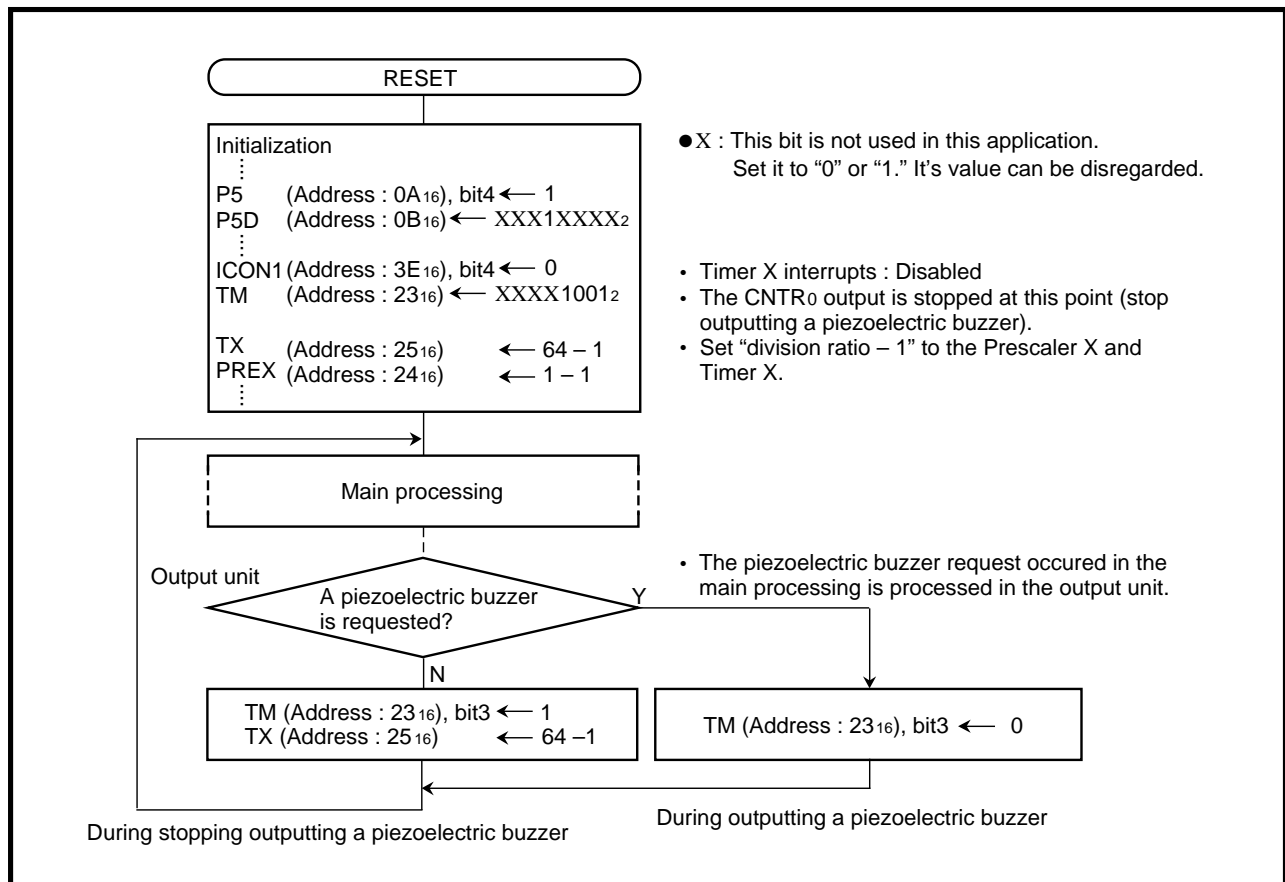 RESET
Initialization
P5 (Address : 0A16), bit4 ← 1
P5D (Address : 0B16) ← XXX1XXXX2
ICON1 (Address : 3E16), bit4 ← 0
TM (Address : 2316) ← XXXX10012
TX (Address : 2516) ← 64 – 1
PREX (Address : 2416) ← 1 – 1
●X : This bit is not used in this application.
Set it to “0” or “1.” It’s value can be disregarded.
• Timer X interrupts : Disabled
• The CNTR0 output is stopped at this point (stop
outputting a piezoelectric buzzer).
• Set “division ratio – 1” to the Prescaler X and
Timer X.
Main processing
Output unit
A piezoelectric buzzer
is requested?
Y
N
• The piezoelectric buzzer request occured in the
main processing is processed in the output unit.
TM (Address : 2316), bit3 ← 1
TX (Address : 2516) ← 64 –1
TM (Address : 2316), bit3 ← 0
During stopping outputting a piezoelectric buzzer
During outputting a piezoelectric buzzer